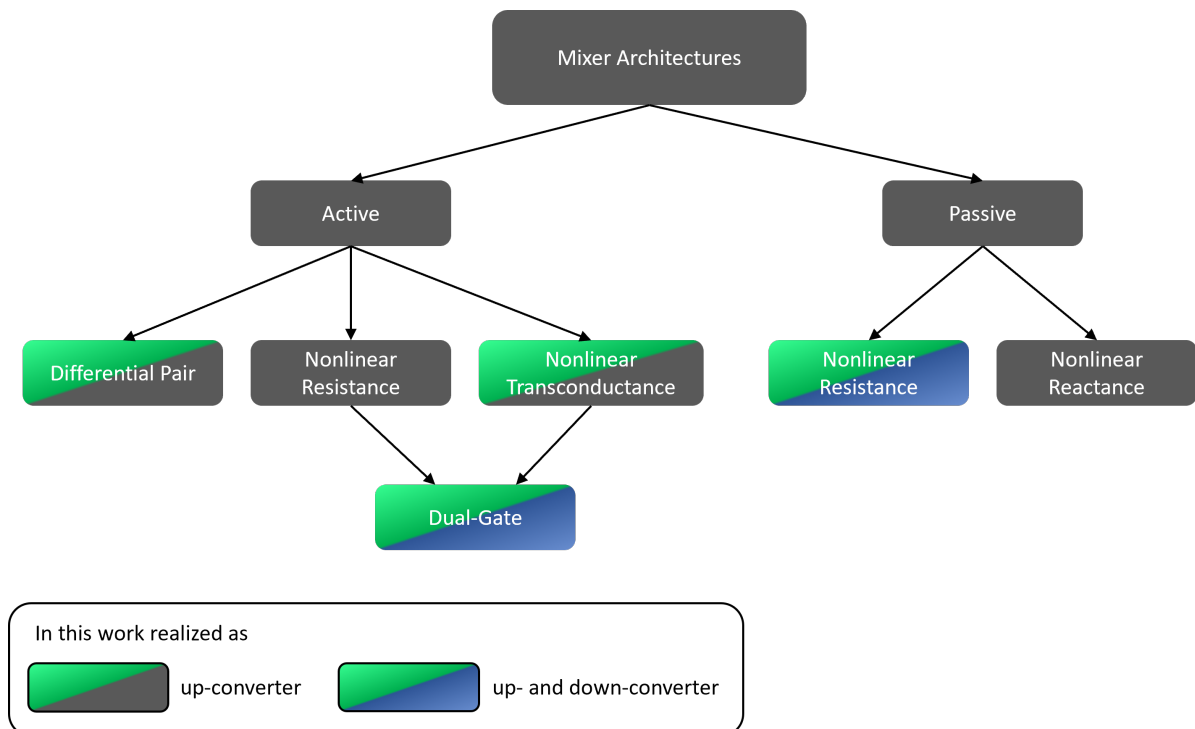 Mixer Architectures
Active
Passive
Differential Pair
Nonlinear
Resistance
Nonlinear
Transconductance
Nonlinear
Resistance
Nonlinear
Reactance
Dual-Gate
In this work realized as
up-converter
up- and down-converter